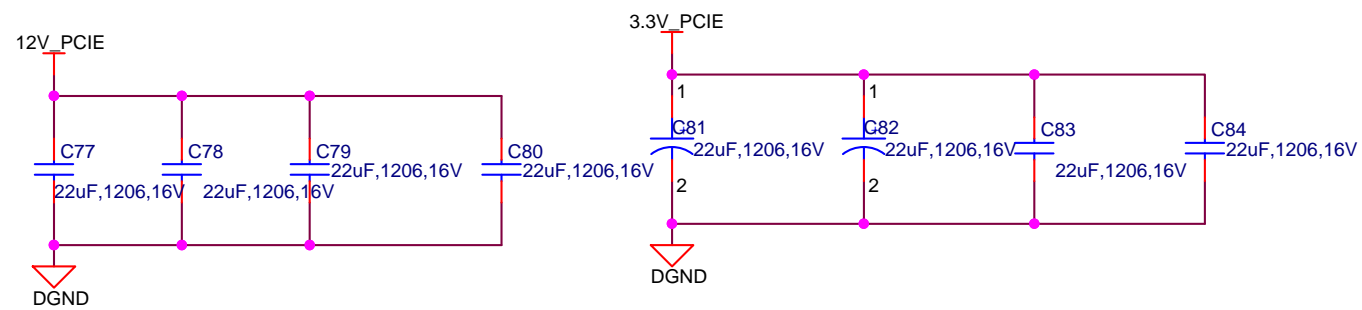 12V_PCIE
C77
22uF,1206,16V
C78
22uF,1206,16V
C79
22uF,1206,16V
C80
22uF,1206,16V
DGND
3.3V_PCIE
1
C81
22uF,1206,16V
2
1
C82
22uF,1206,16V
2
C83
22uF,1206,16V
C84
22uF,1206,16V
DGND